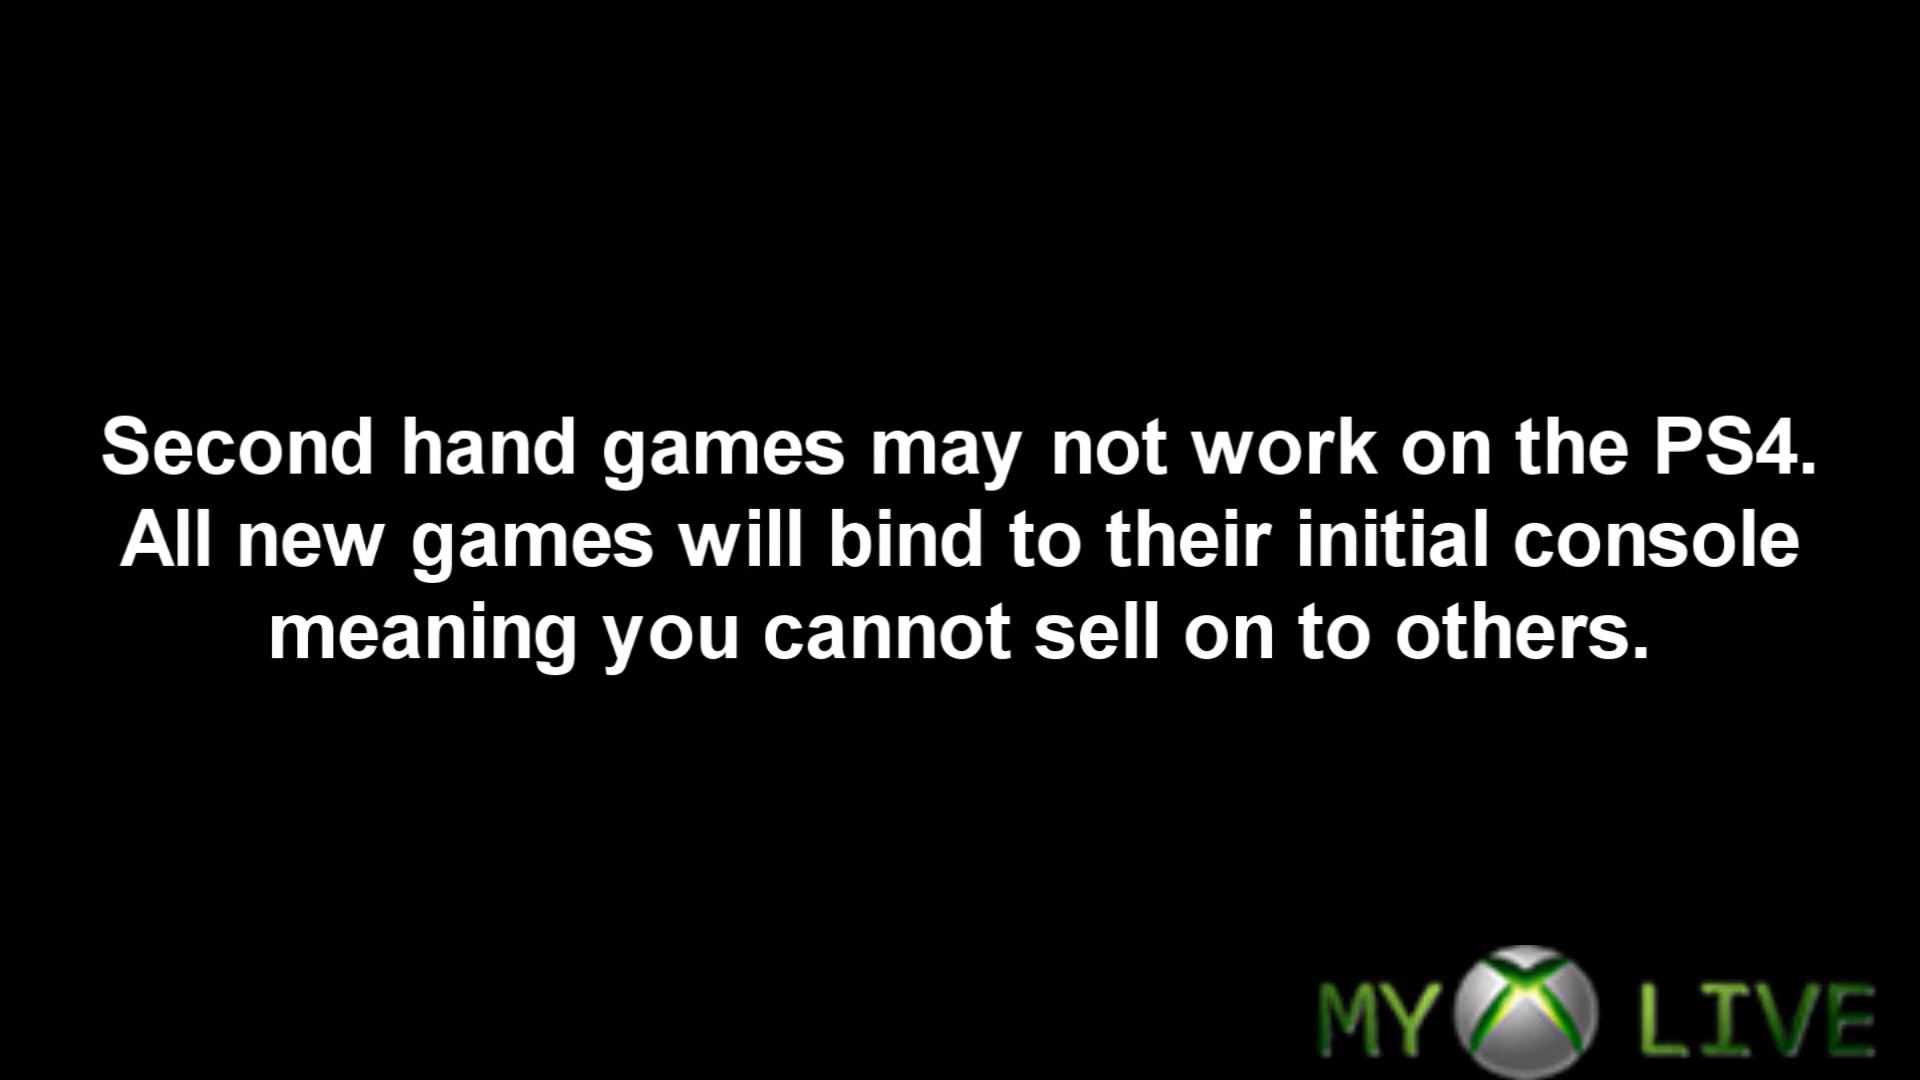 Second hand games may not work on the PS4.
All new games will bind to their initial console
meaning you cannot sell on to others.
MY X LIVE